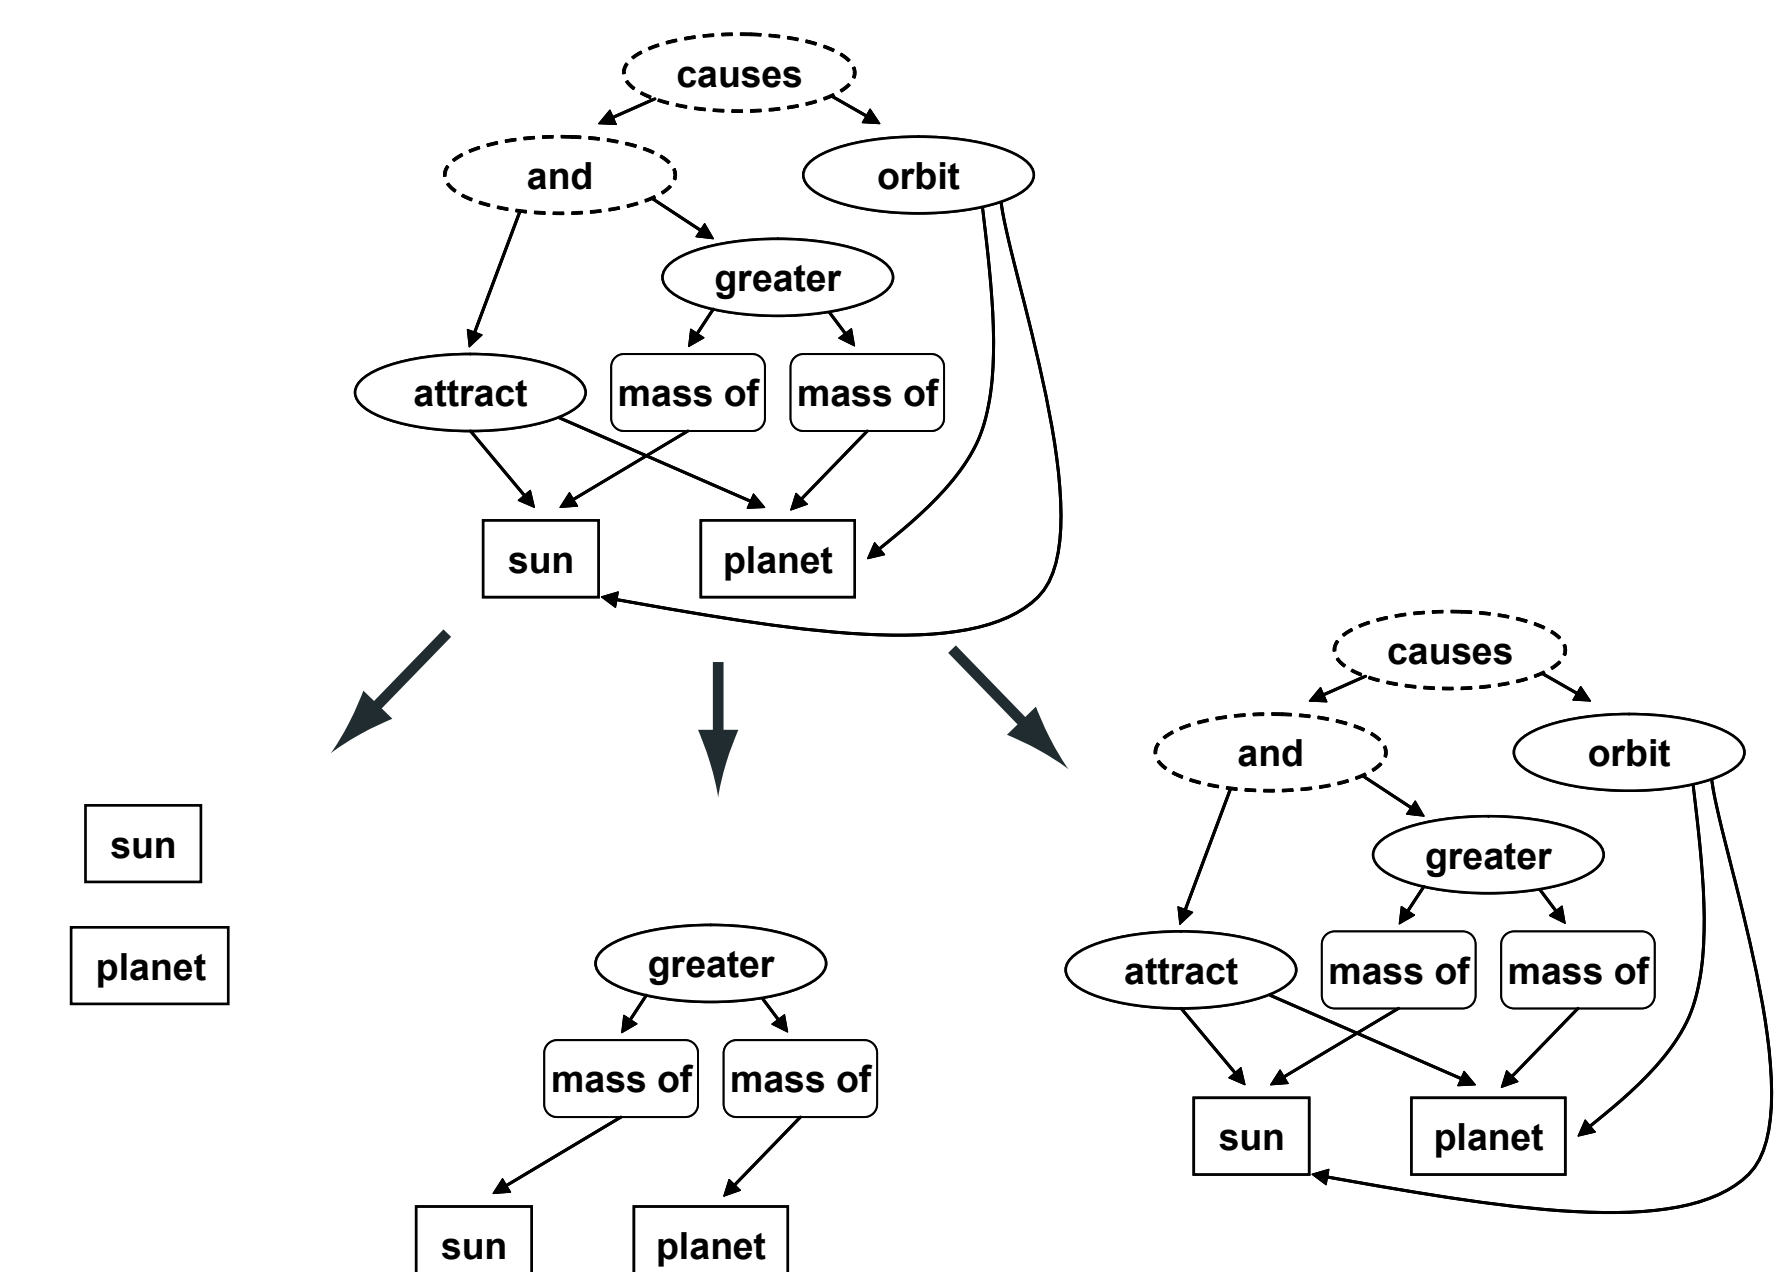 causes
and
orbit
greater
attract
mass of
mass of
sun
planet
sun
planet
greater
mass of
mass of
sun
planet
causes
and
orbit
greater
attract
mass of
mass of
sun
planet